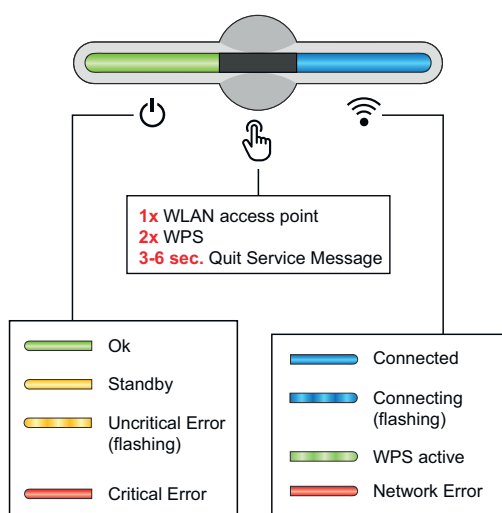 1x WLAN access point
2x WPS
3-6 sec. Quit Service Message
Ok
Standby
Uncritical Error
(flashing)
Critical Error
Connected
Connecting
(flashing)
WPS active
Network Error